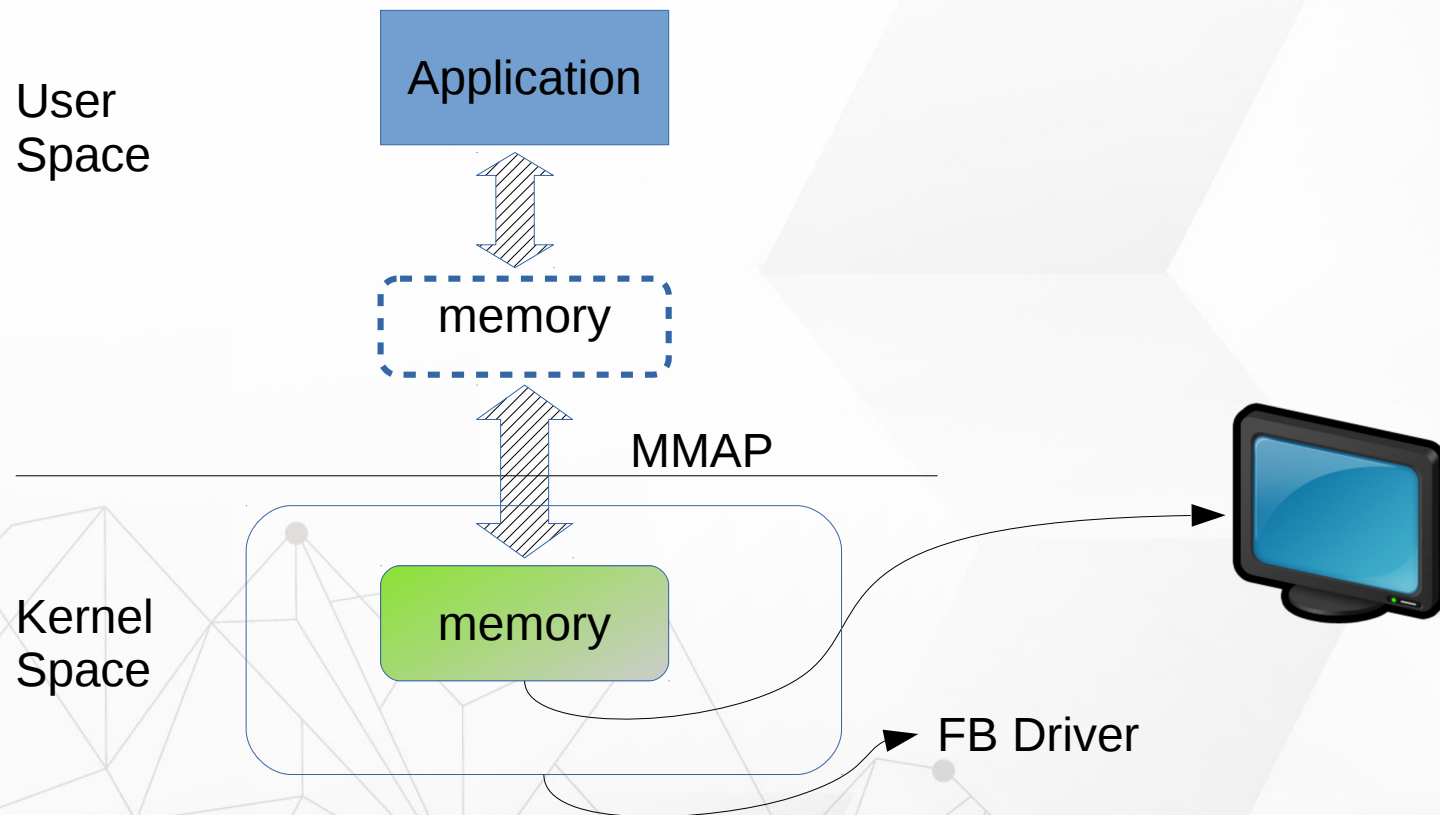 Application
User
Space
memory
MMAP
memory
Kernel
Space
FB Driver